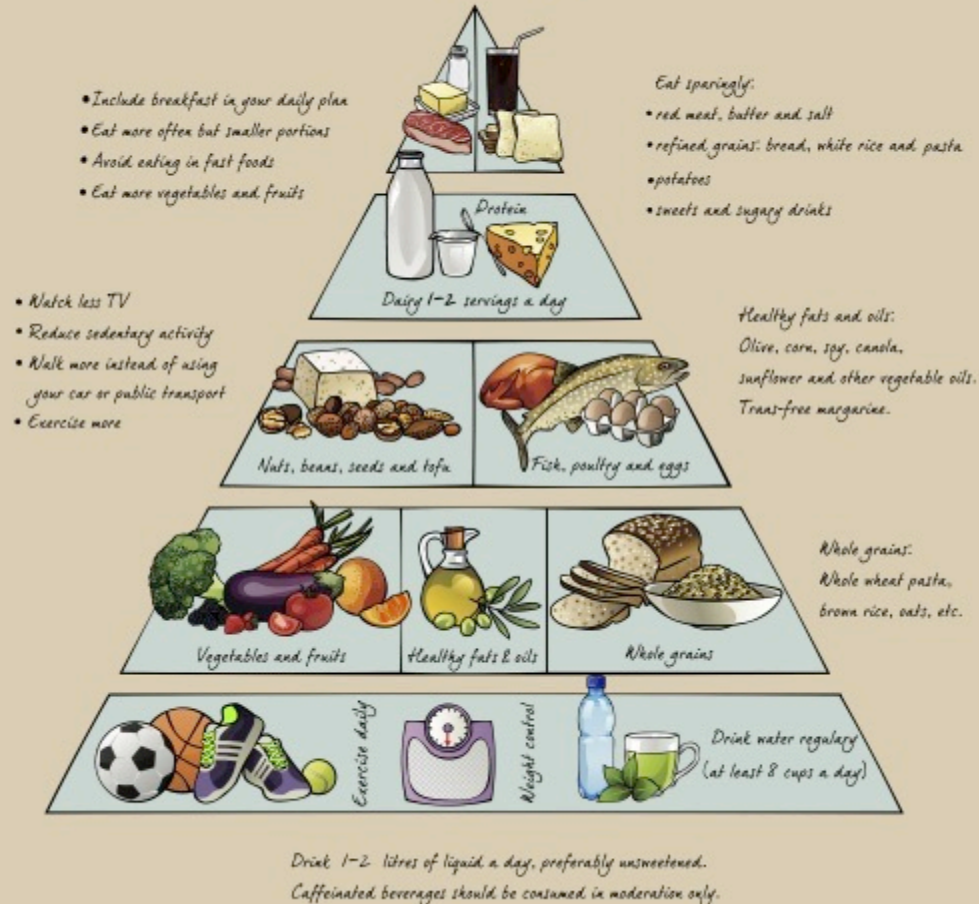 • Include breakfast in your daily plan
• Eat more often but smaller portions
• Avoid eating in fast foods
• Eat more vegetables and fruits
Eat sparingly:
• red meat, butter and salt
• refined grains: bread, white rice and pasta
• potatoes
• sweets and sugary drinks
Protein
Dairy 1-2 servings a day
• Watch less TV
• Reduce sedentary activity
• Walk more instead of using
your car or public transport
• Exercise more
Healthy fats and oils:
Olive, corn, soy, canola,
sunflower and other vegetable oils.
Trans-free margarine.
Nuts, beans, seeds and tofu
Fish, poultry and eggs
Whole grains:
Whole wheat pasta,
brown rice, oats, etc.
Vegetables and fruits
Healthy fats & oils
Whole grains
Exercise daily
Weight control
Drink water regulary
(at least 8 cups a day)
Drink 1-2 litres of liquid a day, preferably unsweetened.
Caffeinated beverages should be consumed in moderation only.